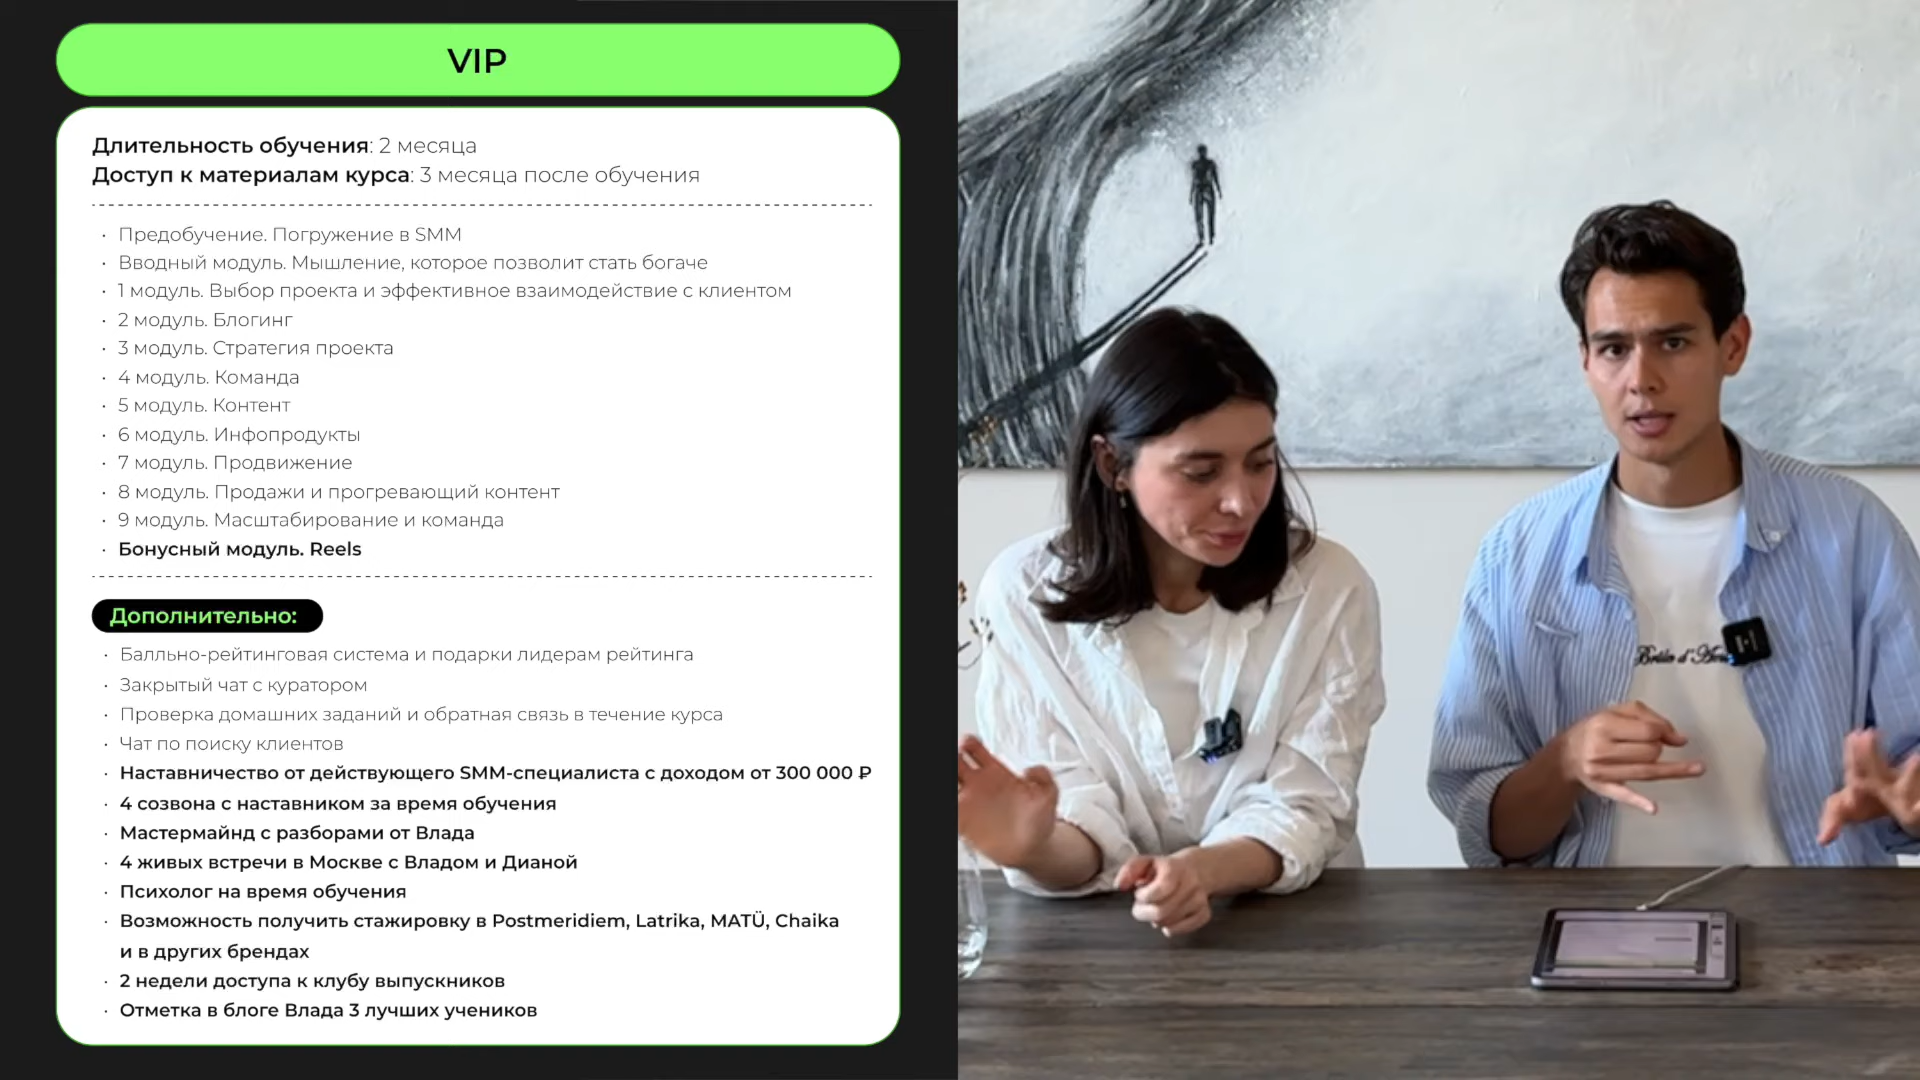 VIP
Длительность обучения: 2 месяца
Доступ к материалам курса: 3 месяца после обучения
· Предобучение. Погружение в SMM
· Вводный модуль. Мышление, которое позволит стать богаче
· 1 модуль. Выбор проекта и эффективное взаимодействие с клиентом
· 2 модуль. Блогинг
· 3 модуль. Стратегия проекта
· 4 модуль. Команда
· 5 модуль. Контент
· 6 модуль. Инфопродукты
· 7 модуль. Продвижение
· 8 модуль. Продажи и прогревающий контент
· 9 модуль. Масштабирование и команда
· Бонусный модуль. Reels
Дополнительно:
· Балльно-рейтинговая система и подарки лидерам рейтинга
· Закрытый чат с куратором
· Проверка домашних заданий и обратная связь в течение курса
· Чат по поиску клиентов
· Наставничество от действующего SMM-специалиста с доходом от 300 000 ₽
· 4 созвона с наставником за время обучения
· Мастермайнд с разборами от Влада
· 4 живых встречи в Москве с Владом и Дианой
· Психолог на время обучения
· Возможность получить стажировку в Postmeridiem, Latrika, MATÜ, Chaika
и в других брендах
· 2 недели доступа к клубу выпускников
· Отметка в блоге Влада 3 лучших учеников